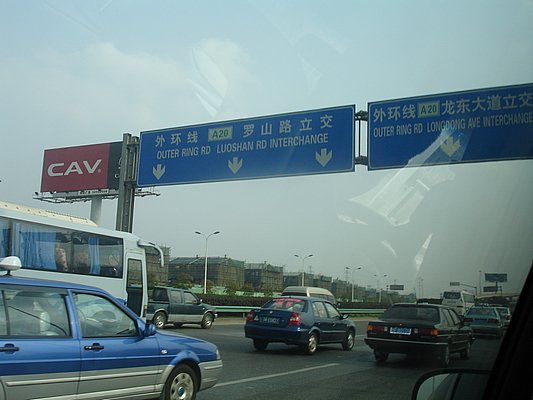 CAV
外环线 A20 罗山路立交
OUTER RING RD LUOSHAN RD INTERCHANGE
外环线 A20 龙东大道立交
OUTER RING RD LONGDONG AVE INTERCHANGE